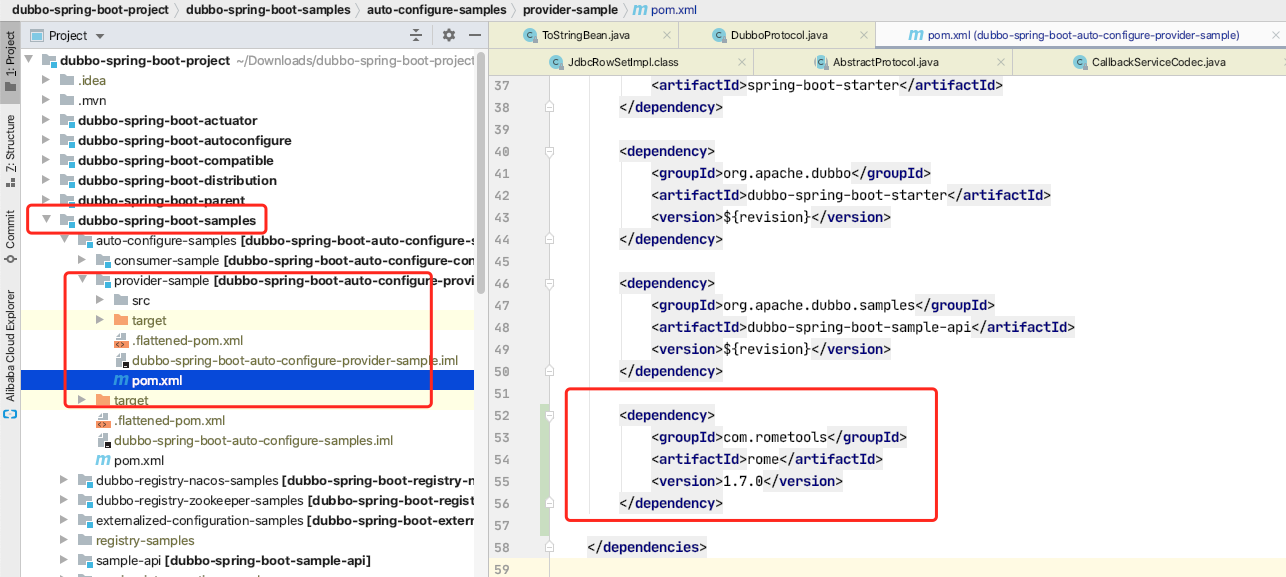 dubbo-spring-boot-project dubbo-spring-boot-samples auto-configure-samples provider-sample pom.xml
Project
1: Project
Z: Structure
Commit
Alibaba Cloud Explorer
dubbo-spring-boot-project ~/Downloads/dubbo-spring-boot-project
.idea
.mvn
dubbo-spring-boot-actuator
dubbo-spring-boot-autoconfigure
dubbo-spring-boot-compatible
dubbo-spring-boot-distribution
dubbo-spring-boot-parent
dubbo-spring-boot-samples
auto-configure-samples [dubbo-spring-boot-auto-configure-s
consumer-sample [dubbo-spring-boot-auto-configure-con
provider-sample [dubbo-spring-boot-auto-configure-provi
src
target
.flattened-pom.xml
dubbo-spring-boot-auto-configure-provider-sample.iml
pom.xml
target
.flattened-pom.xml
dubbo-spring-boot-auto-configure-samples.iml
pom.xml
dubbo-registry-nacos-samples [dubbo-spring-boot-registry-n
dubbo-registry-zookeeper-samples [dubbo-spring-boot-regist
externalized-configuration-samples [dubbo-spring-boot-exter
registry-samples
sample-api [dubbo-spring-boot-sample-api]
ToStringBean.java DubboProtocol.java pom.xml (dubbo-spring-boot-auto-configure-provider-sample)
JdbcRowSetImpl.class AbstractProtocol.java CallbackServiceCodec.java
37 <artifactId>spring-boot-starter</artifactId>
38 </dependency>
39
40 <dependency>
41 <groupId>org.apache.dubbo</groupId>
42 <artifactId>dubbo-spring-boot-starter</artifactId>
43 <version>${revision}</version>
44 </dependency>
45
46 <dependency>
47 <groupId>org.apache.dubbo.samples</groupId>
48 <artifactId>dubbo-spring-boot-sample-api</artifactId>
49 <version>${revision}</version>
50 </dependency>
51
52 <dependency>
53 <groupId>com.rometools</groupId>
54 <artifactId>rome</artifactId>
55 <version>1.7.0</version>
56 </dependency>
57
58 </dependencies>
59